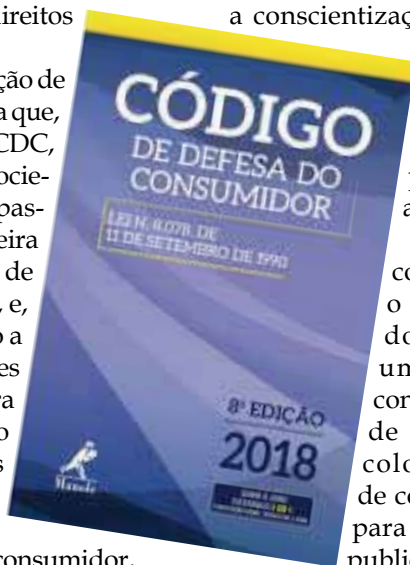 direitos
ção de
a que,
CDC,
ocie-
pas-
eira
de
, e,
o a
es
ra
o
s
consumidor.
CÓDIGO
DE DEFESA DO
CONSUMIDOR
LEI N. 8.078, DE
11 DE SETEMBRO DE 1990
8ª EDIÇÃO
2018
Manole
a conscientizaç
a
co
o
do
um
con
de
colo
de co
para
public